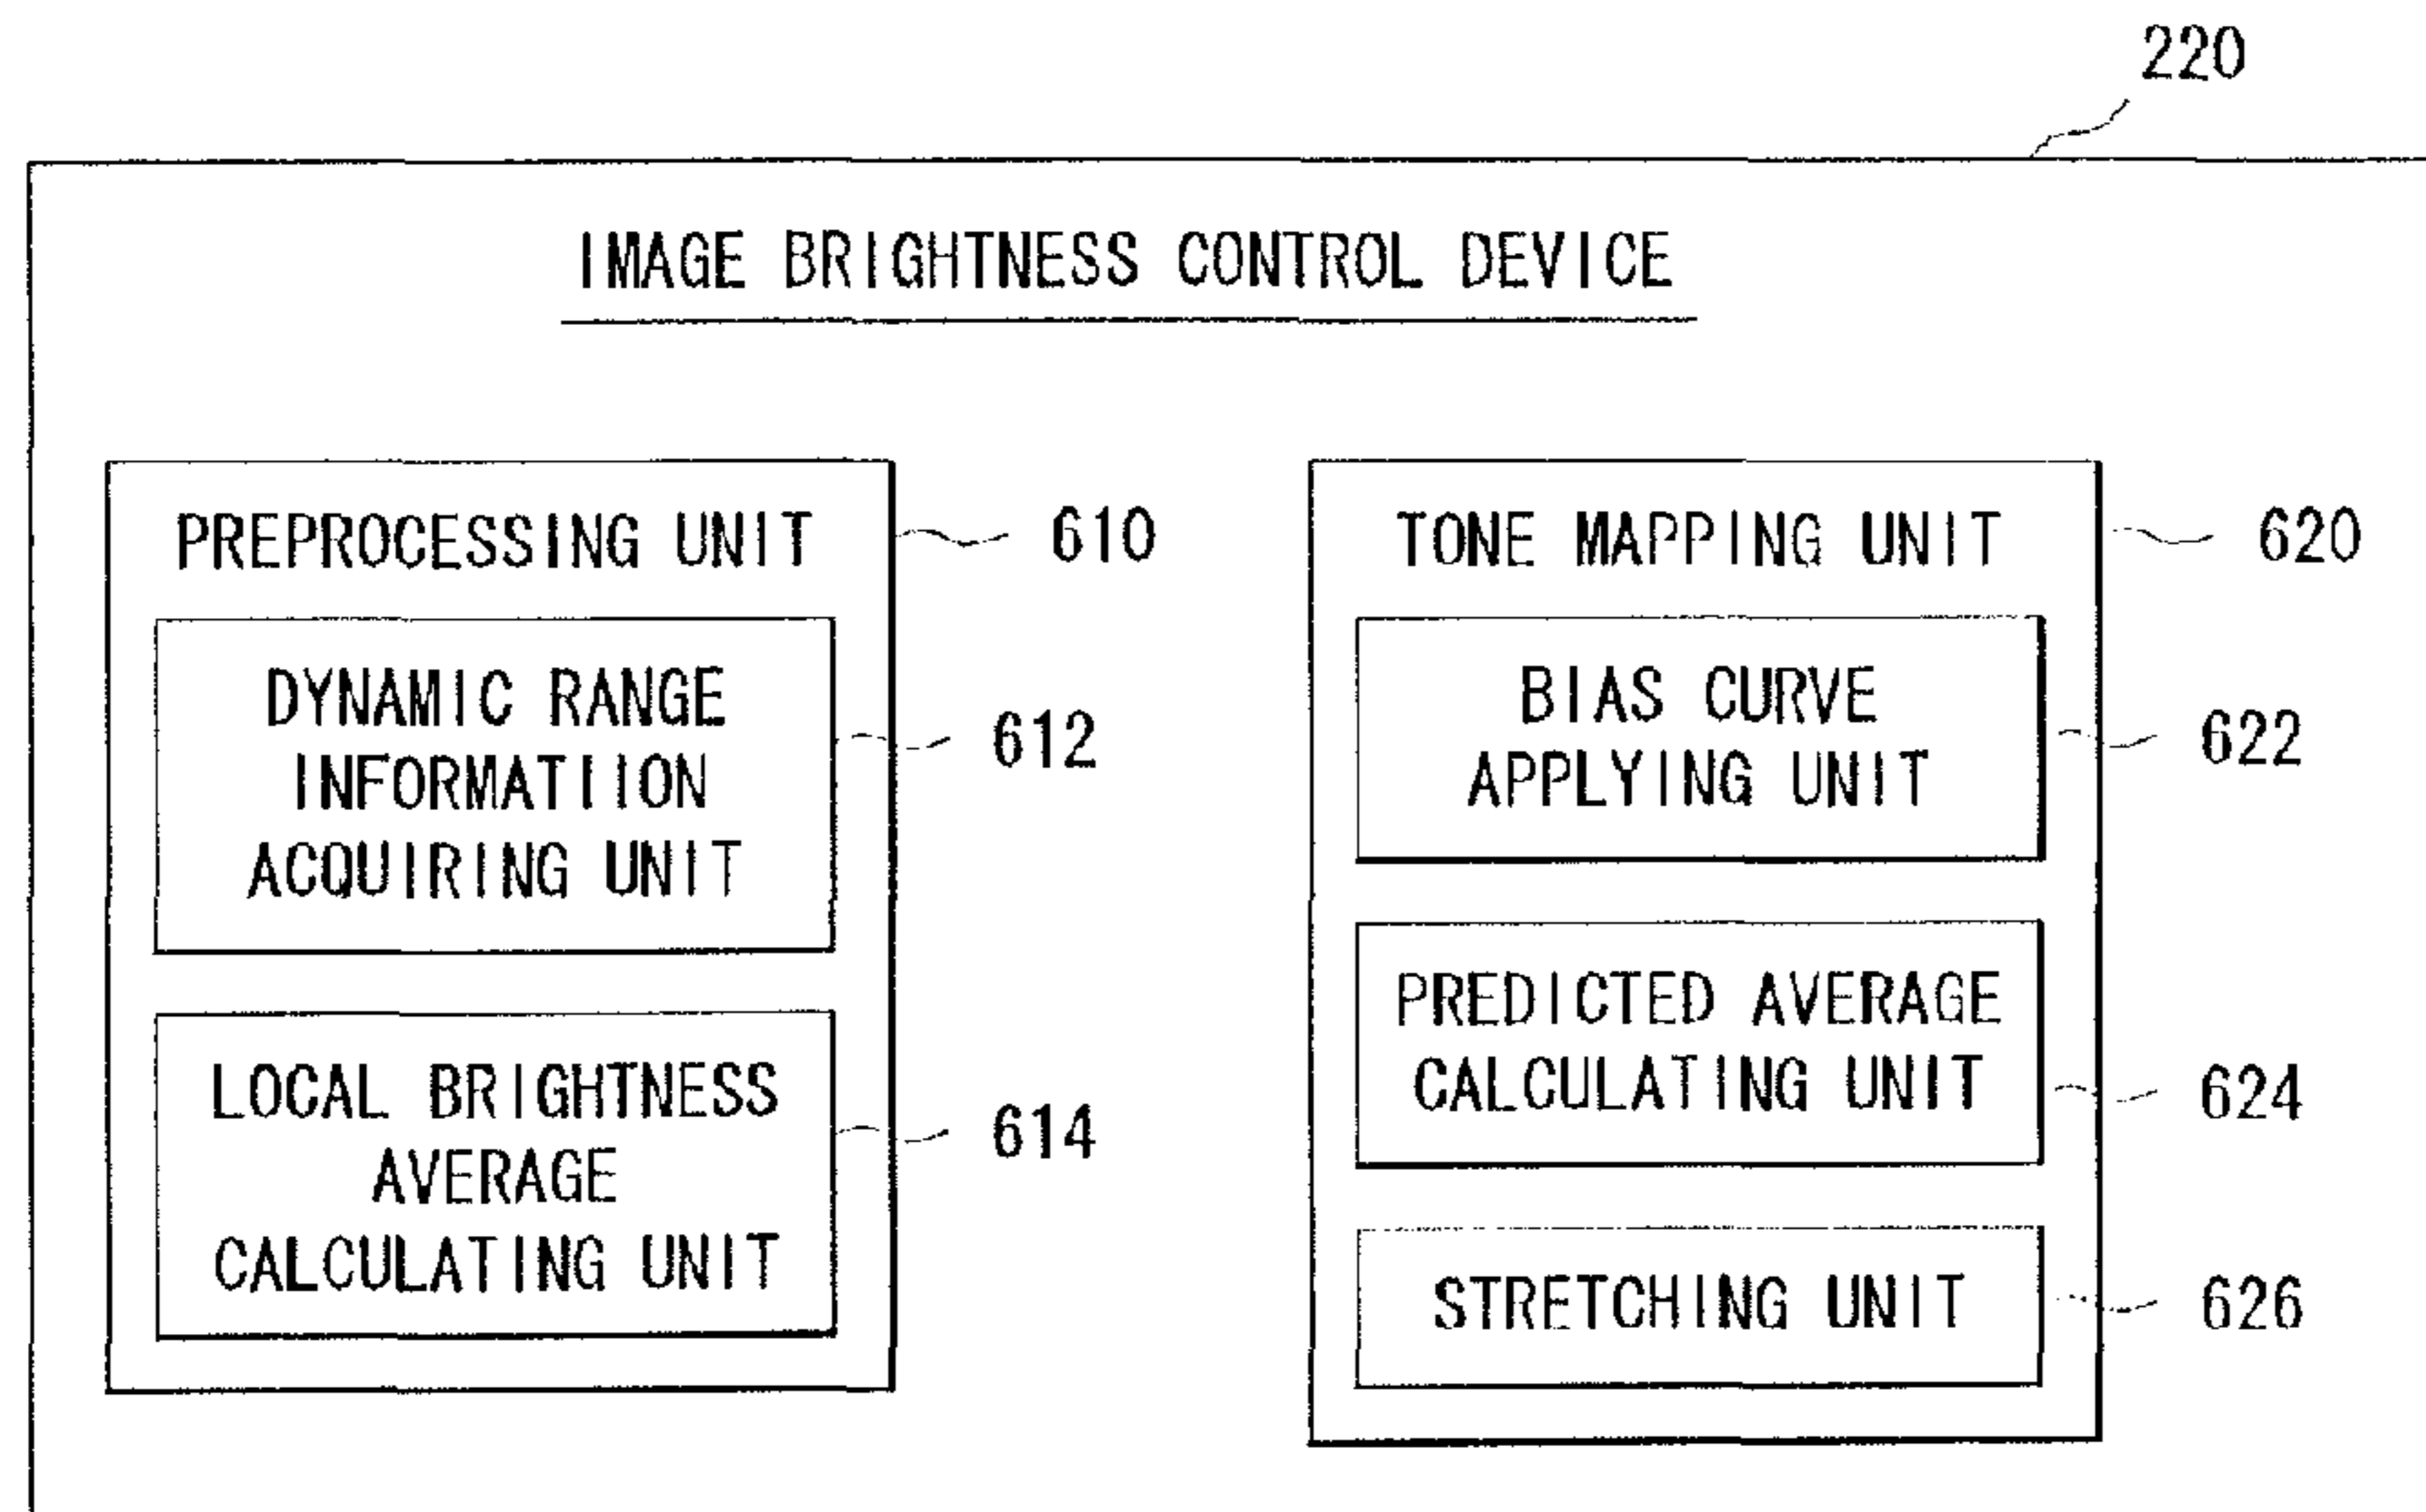 220
IMAGE BRIGHTNESS CONTROL DEVICE
PREPROCESSING UNIT
610
DYNAMIC RANGE
INFORMATIION
ACQUIRING UNIT
612
LOCAL BRIGHTNESS
AVERAGE
CALCULATING UNIT
614
TONE MAPPING UNIT
620
BIAS CURVE
APPLYING UNIT
622
PREDICTED AVERAGE
CALCULATING UNIT
624
STRETCHING UNIT
626